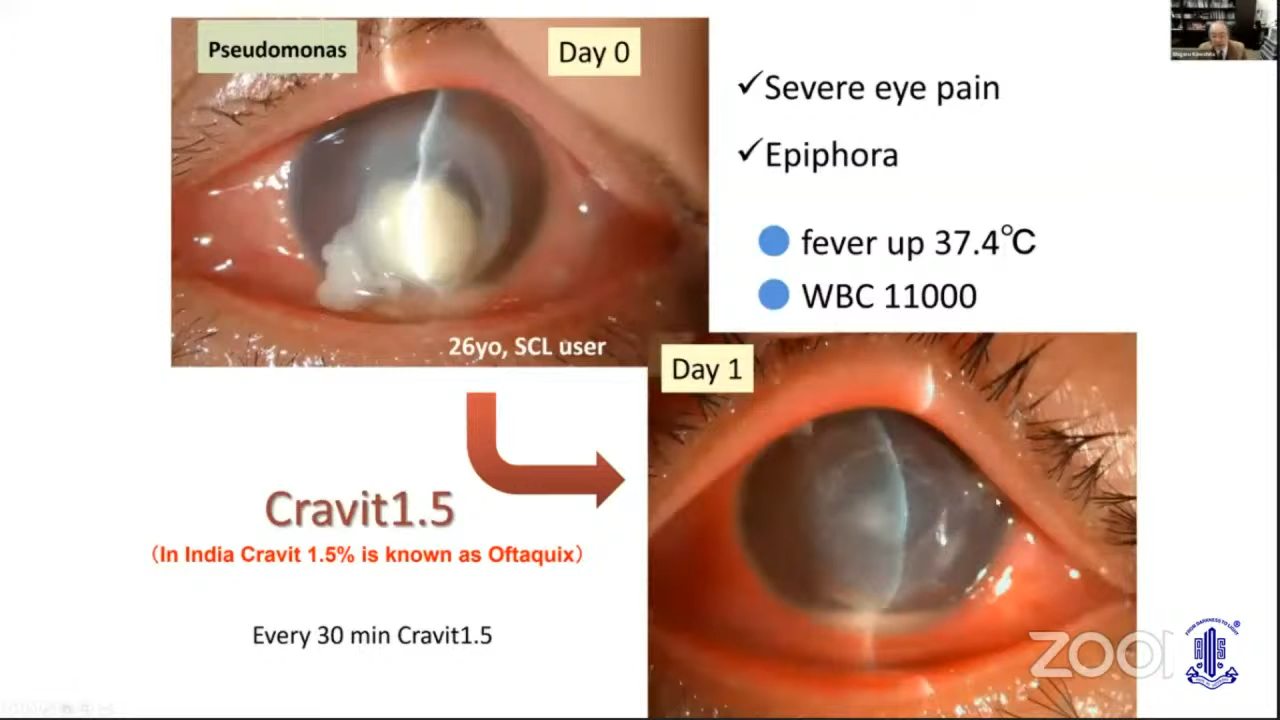 Pseudomonas
Day 0
✓Severe eye pain
✓Epiphora
● fever up 37.4℃
● WBC 11000
26yo, SCL user
Day 1
Cravit1.5
（In India Cravit 1.5% is known as Oftaquix）
Every 30 min Cravit1.5
ZOO